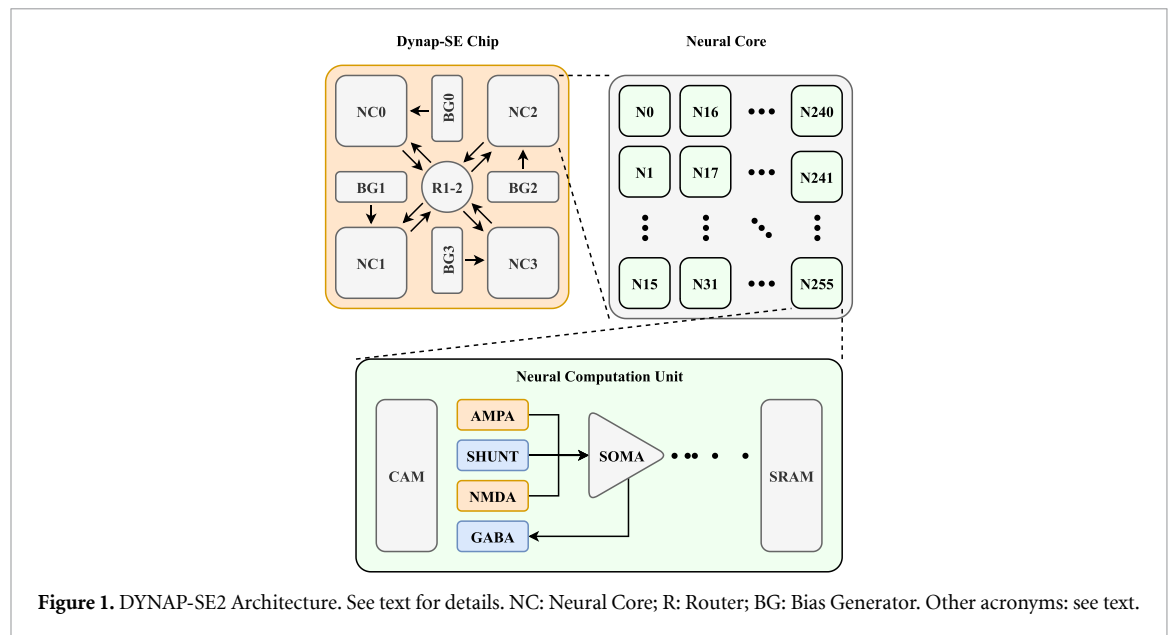 Dynap-SE Chip
Neural Core
NC0
BG0
NC2
BG1
R1-2
BG2
NC1
BG3
NC3
N0 N16 ••• N240
N1 N17 ••• N241
N15 N31 ••• N255
Neural Computation Unit
CAM
AMPA
SHUNT
NMDA
GABA
SOMA
SRAM
Figure 1. DYNAP-SE2 Architecture. See text for details. NC: Neural Core; R: Router; BG: Bias Generator. Other acronyms: see text.